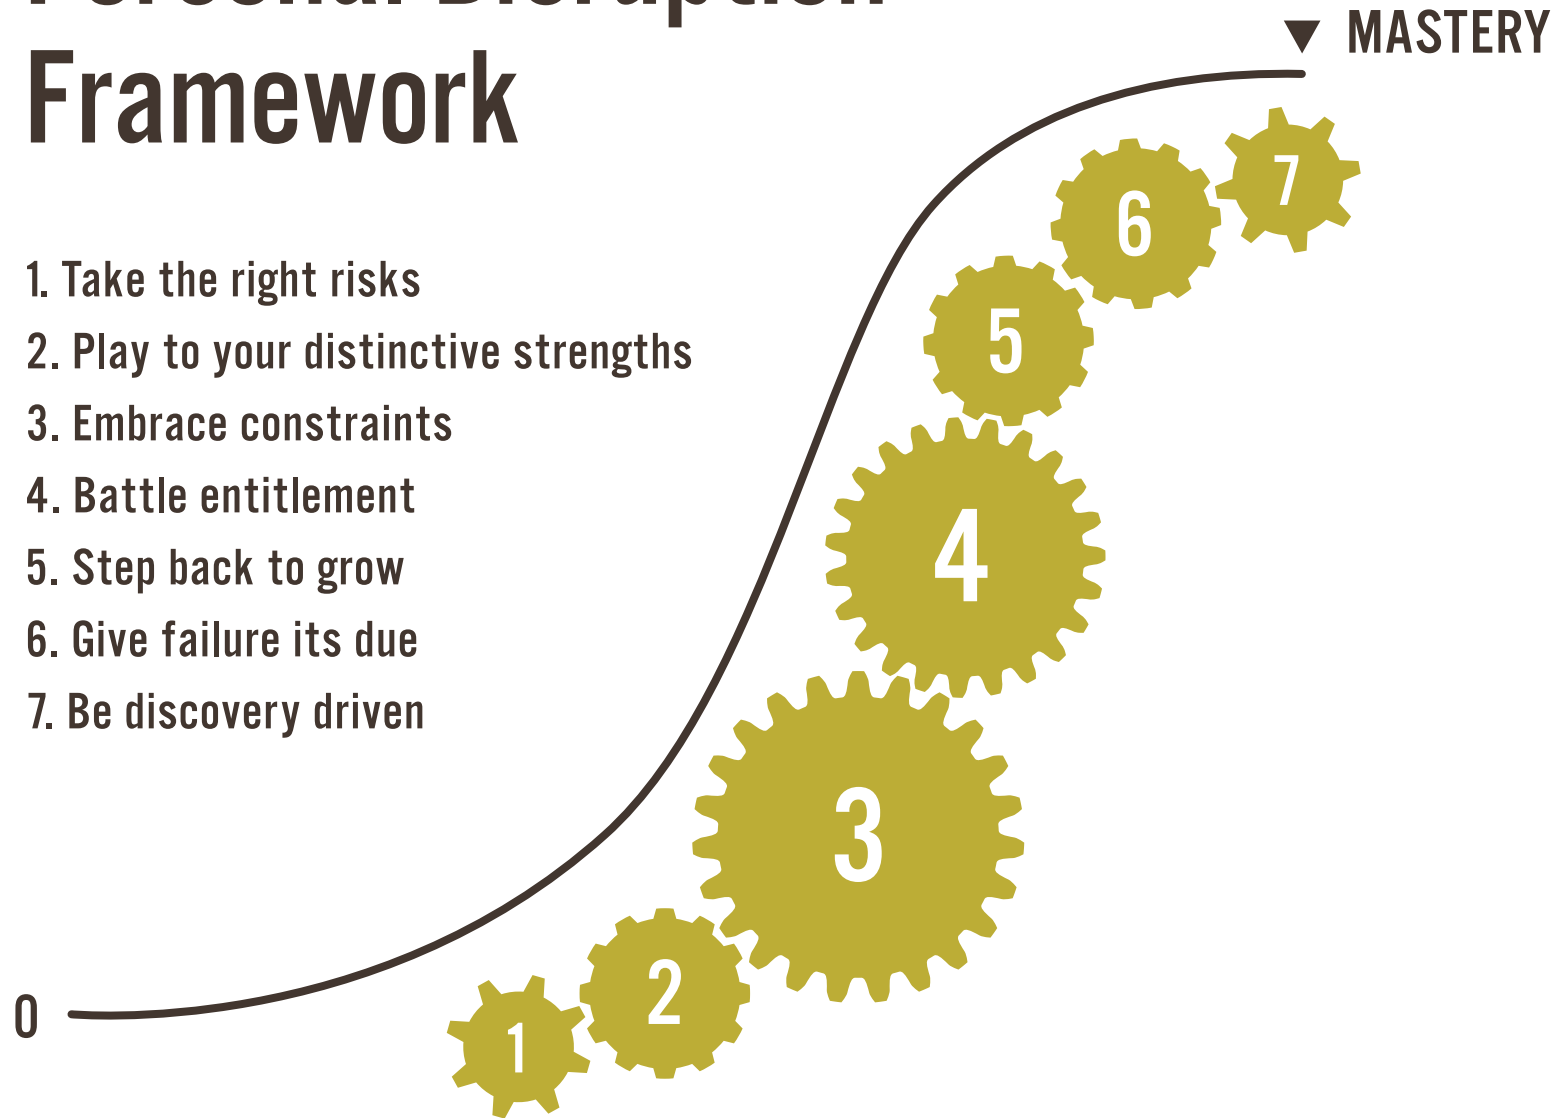 Personal Disruption
Framework
MASTERY
1. Take the right risks
2. Play to your distinctive strengths
3. Embrace constraints
4. Battle entitlement
5. Step back to grow
6. Give failure its due
7. Be discovery driven
7
6
5
4
3
2
1
0